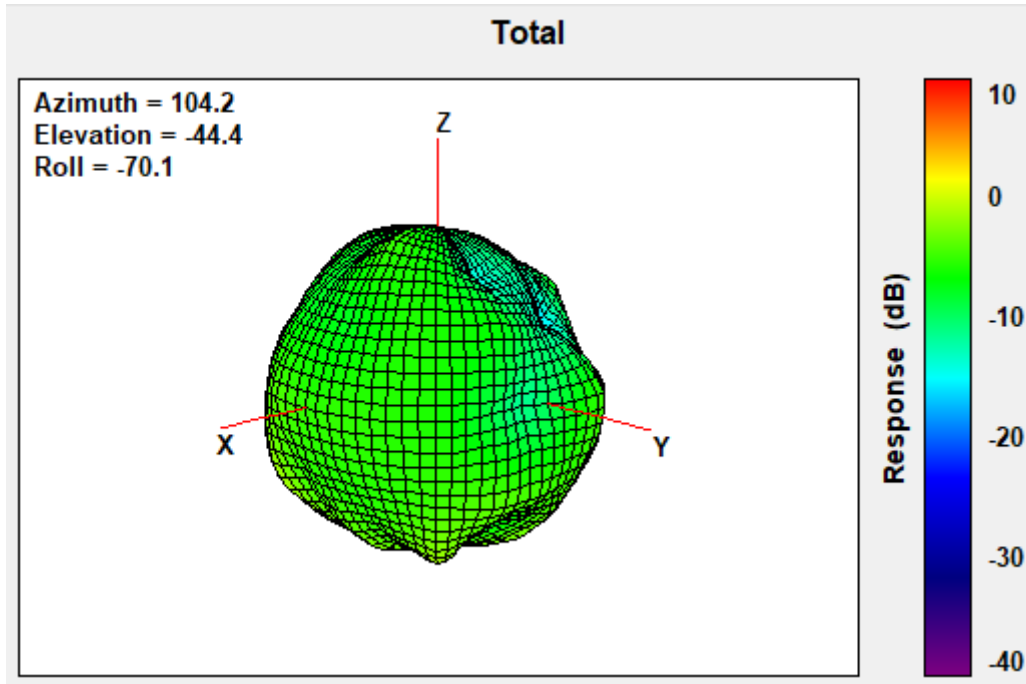 Total
Azimuth = 104.2
Elevation = -44.4
Roll = -70.1
Z
X
Y
Response (dB)
10
0
-10
-20
-30
-40